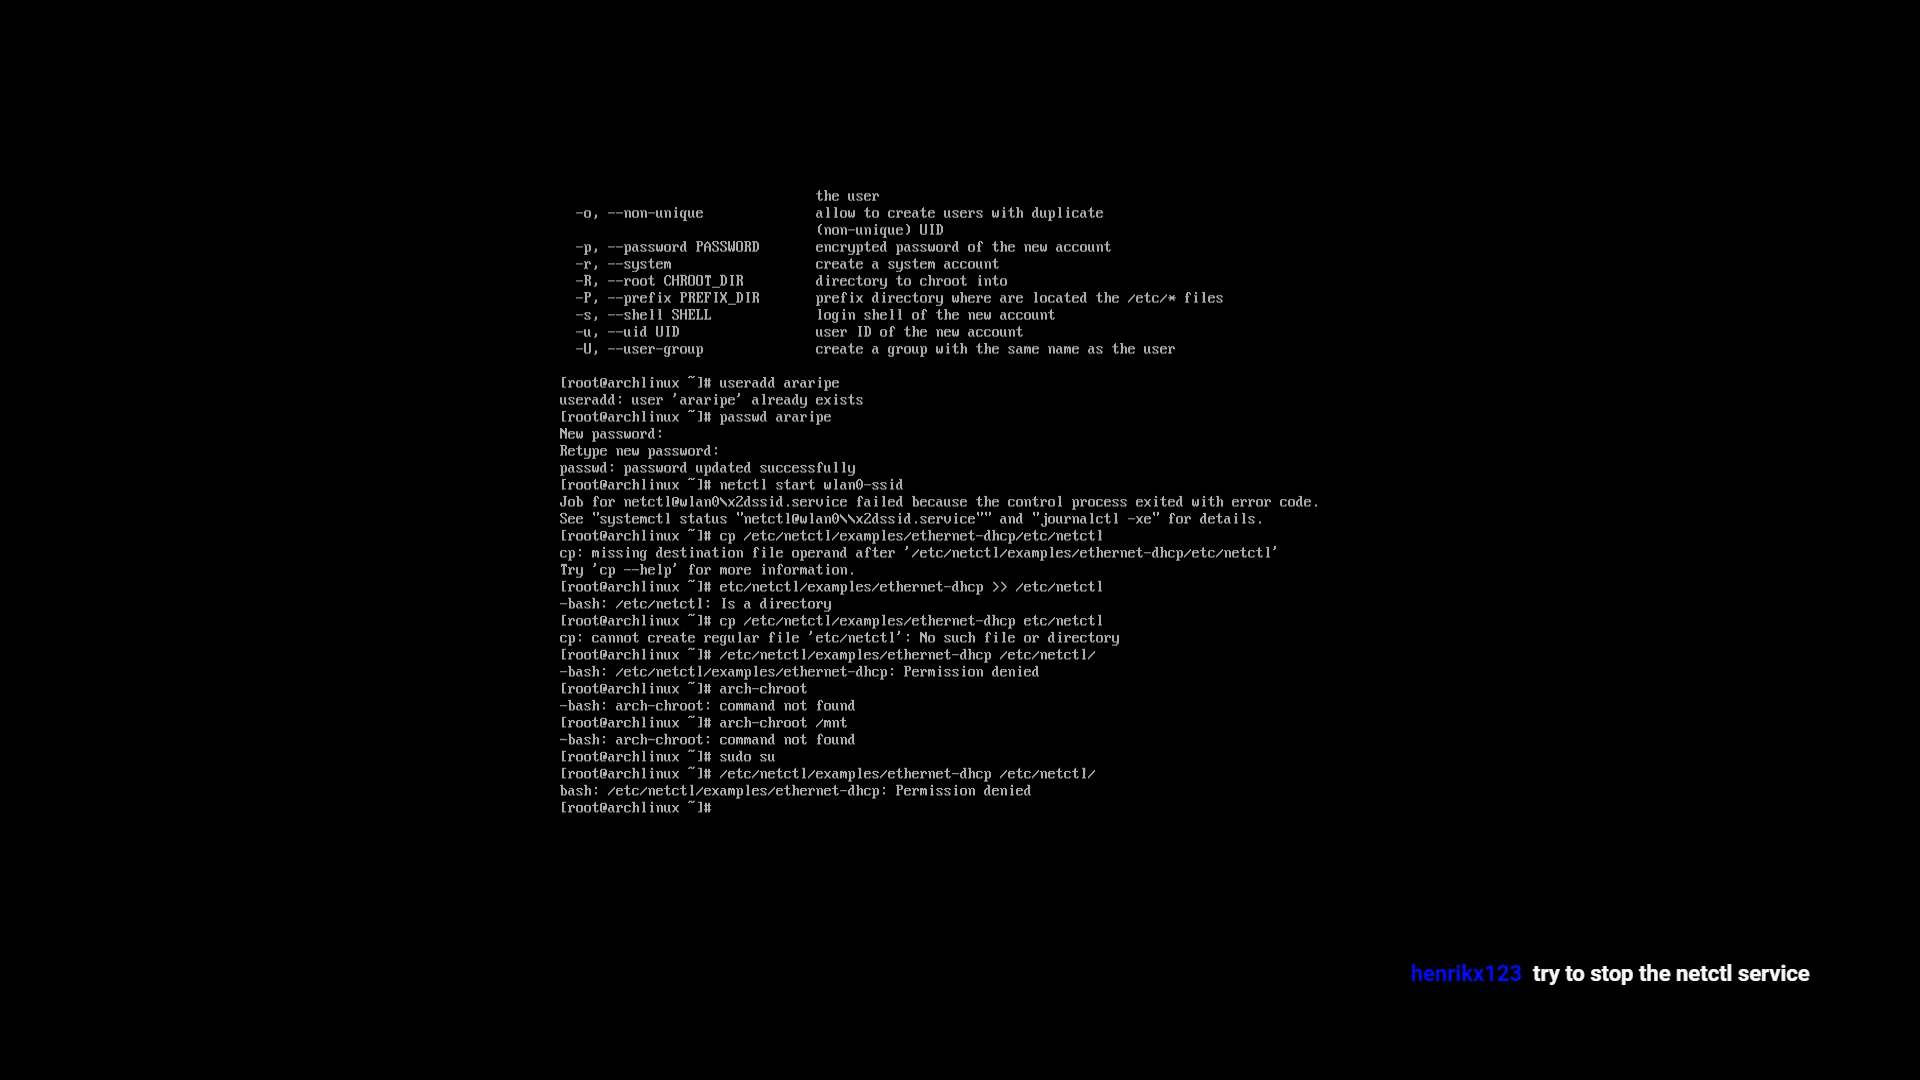 the user
-o, --non-unique allow to create users with duplicate
(non-unique) UID
-p, --password PASSWORD encrypted password of the new account
-r, --system create a system account
-R, --root CHROOT_DIR directory to chroot into
-P, --prefix PREFIX_DIR prefix directory where are located the /etc/* files
-s, --shell SHELL login shell of the new account
-u, --uid UID user ID of the new account
-U, --user-group create a group with the same name as the user
[root@archlinux ~]# useradd araripe
useradd: user 'araripe' already exists
[root@archlinux ~]# passwd araripe
New password:
Retype new password:
passwd: password updated successfully
[root@archlinux ~]# netctl start wlan0-ssid
Job for netctl@wlan0\x2dssid.service failed because the control process exited with error code.
See "systemctl status "netctl@wlan0\\x2dssid.service"" and "journalctl -xe" for details.
[root@archlinux ~]# cp /etc/netctl/examples/ethernet-dhcp/etc/netctl
cp: missing destination file operand after '/etc/netctl/examples/ethernet-dhcp/etc/netctl'
Try 'cp --help' for more information.
[root@archlinux ~]# etc/netctl/examples/ethernet-dhcp >> /etc/netctl
-bash: /etc/netctl: Is a directory
[root@archlinux ~]# cp /etc/netctl/examples/ethernet-dhcp etc/netctl
cp: cannot create regular file 'etc/netctl': No such file or directory
[root@archlinux ~]# /etc/netctl/examples/ethernet-dhcp /etc/netctl/
-bash: /etc/netctl/examples/ethernet-dhcp: Permission denied
[root@archlinux ~]# arch-chroot
-bash: arch-chroot: command not found
[root@archlinux ~]# arch-chroot /mnt
-bash: arch-chroot: command not found
[root@archlinux ~]# sudo su
[root@archlinux ~]# /etc/netctl/examples/ethernet-dhcp /etc/netctl/
bash: /etc/netctl/examples/ethernet-dhcp: Permission denied
[root@archlinux ~]#
henrikx123 try to stop the netctl service